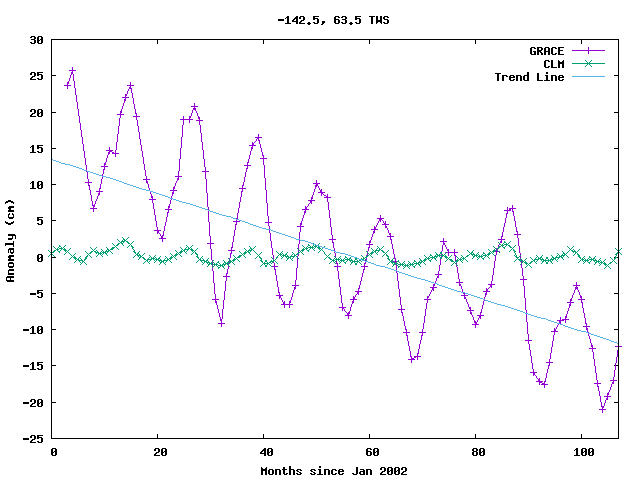 -142.5, 63.5 TWS
GRACE
CLM
Trend Line
30
25
20
15
10
5
0
-5
-10
-15
-20
-25
Anomaly (cm)
0 20 40 60 80 100
Months since Jan 2002